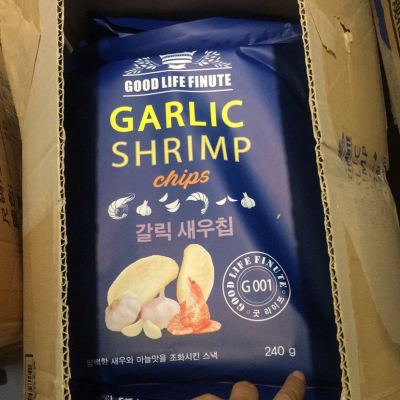 GOOD LIFE FINUTE
GARLIC
SHRIMP
chips
갈릭 새우칩
GOOD LIFE FINUTE
G 001
굿 라이프
담백한 새우와 마늘맛을 조화시킨 스낵
240 g